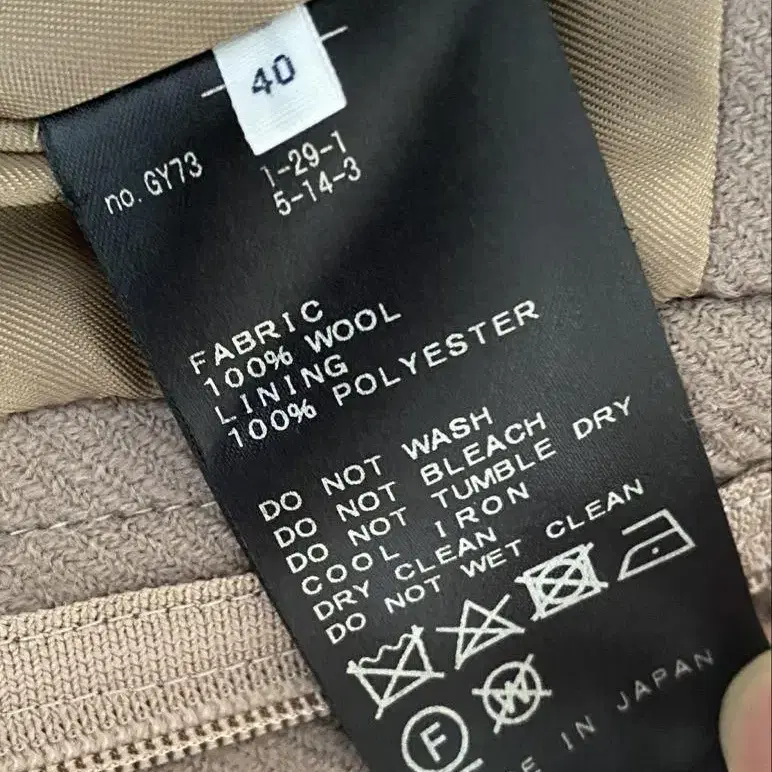 40
no. GY73
1-29-1
5-14-3
FABRIC
100% WOOL
LINING
100% POLYESTER
DO NOT WASH
DO NOT BLEACH
DO NOT TUMBLE DRY
COOL IRON
DRY CLEAN
DO NOT WET CLEAN
W
F
IN JAPAN